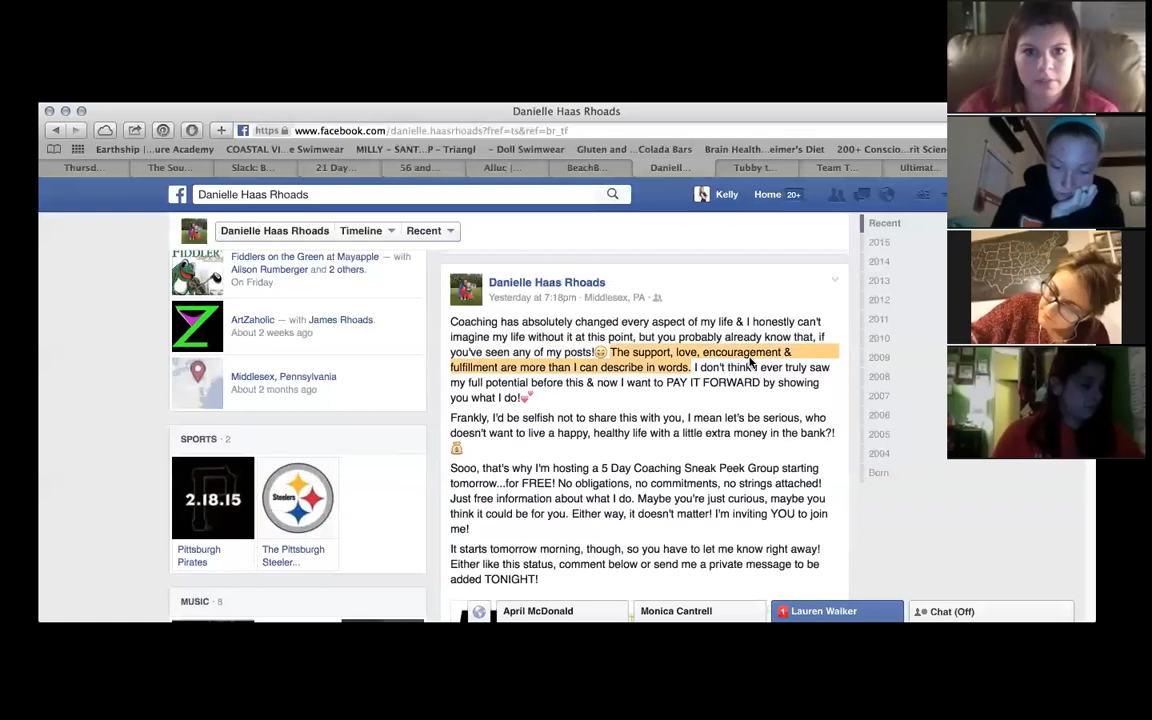 Danielle Haas Rhoads
https www.facebook.com/danielle.haasrhoads?fref=ts&ref=br_tf
Earthship |...ure Academy COASTAL VI...e Swimwear MILLY – SANT...P – Triangl – Doll Swimwear Gluten and ...Colada Bars Brain Health...eimer's Diet 200+ Conscio...rit Scien
Thursd... The Sou... Slack: B... 21 Day... 56 and ... Alluc |... BeachB... Daniell... Tubby t... Team T... Ultimat...
Danielle Haas Rhoads
Kelly Home 20+
Danielle Haas Rhoads Timeline Recent
FIDDLER
Fiddlers on the Green at Mayapple — with
Alison Rumberger and 2 others.
On Friday
ArtZaholic — with James Rhoads.
About 2 weeks ago
Middlesex, Pennsylvania
About 2 months ago
SPORTS · 2
2.18.15
Steelers
Pittsburgh
Pirates
The Pittsburgh
Steeler...
MUSIC · 8
Danielle Haas Rhoads
Yesterday at 7:18pm · Middlesex, PA ·
Coaching has absolutely changed every aspect of my life & I honestly can't
imagine my life without it at this point, but you probably already know that, if
you've seen any of my posts!😄 The support, love, encouragement &
fulfillment are more than I can describe in words. I don't think I ever truly saw
my full potential before this & now I want to PAY IT FORWARD by showing
you what I do!💕
Frankly, I'd be selfish not to share this with you, I mean let's be serious, who
doesn't want to live a happy, healthy life with a little extra money in the bank?!
💰
Sooo, that's why I'm hosting a 5 Day Coaching Sneak Peek Group starting
tomorrow...for FREE! No obligations, no commitments, no strings attached!
Just free information about what I do. Maybe you're just curious, maybe you
think it could be for you. Either way, it doesn't matter! I'm inviting YOU to join
me!
It starts tomorrow morning, though, so you have to let me know right away!
Either like this status, comment below or send me a private message to be
added TONIGHT!
Recent
2015
2014
2013
2012
2011
2010
2009
2008
2007
2006
2005
2004
Born
April McDonald
Monica Cantrell
1 Lauren Walker
Chat (Off)